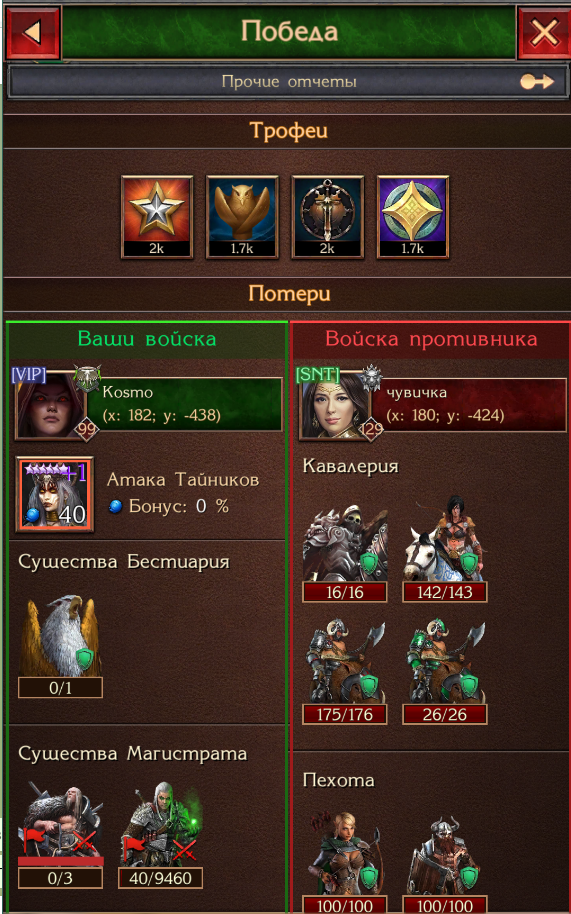 Победа
Прочие отчеты
Трофеи
2k 1.7k 2k 1.7k
Потери
Ваши войска
[VIP]
Kosmo
(x: 182; y: -438)
99
+1
40
Атака Тайников
Бонус: 0 %
Существа Бестиария
0/1
Существа Магистрата
0/3 40/9460
Войска противника
[SNT]
чувичка
(x: 180; y: -424)
129
Кавалерия
16/16 142/143
175/176 26/26
Пехота
100/100 100/100